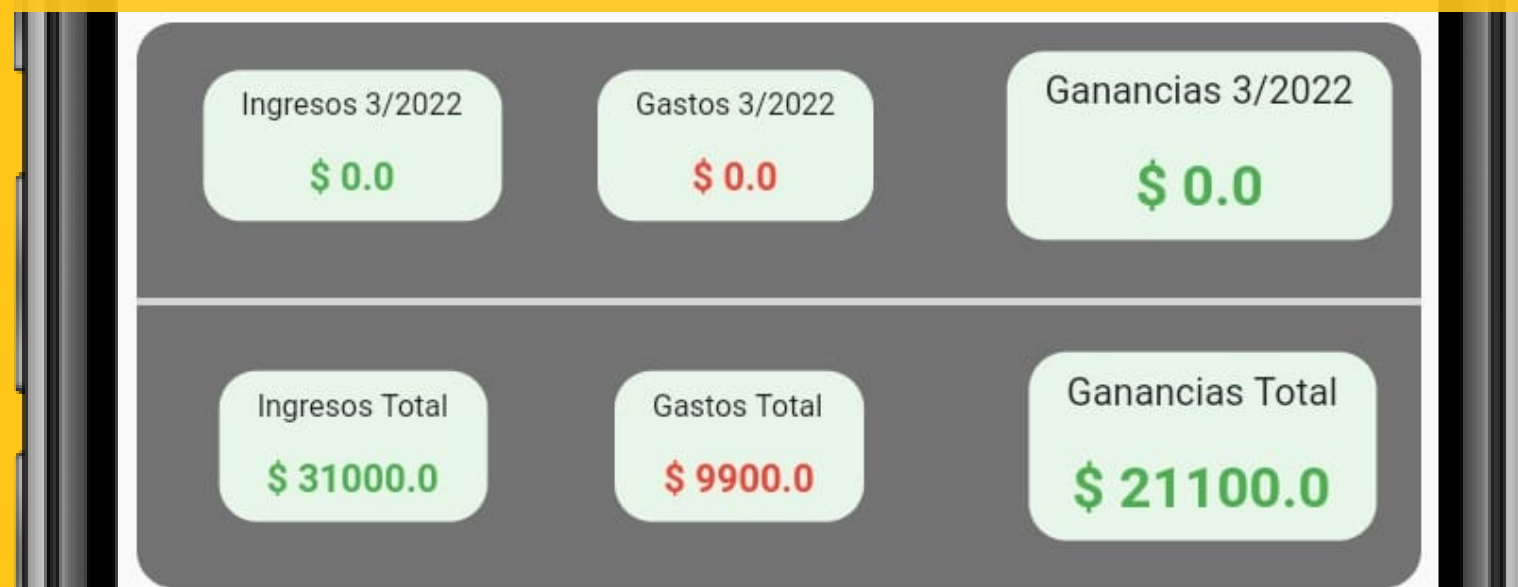 Ingresos 3/2022
$ 0.0
Gastos 3/2022
$ 0.0
Ganancias 3/2022
$ 0.0
Ingresos Total
$ 31000.0
Gastos Total
$ 9900.0
Ganancias Total
$ 21100.0